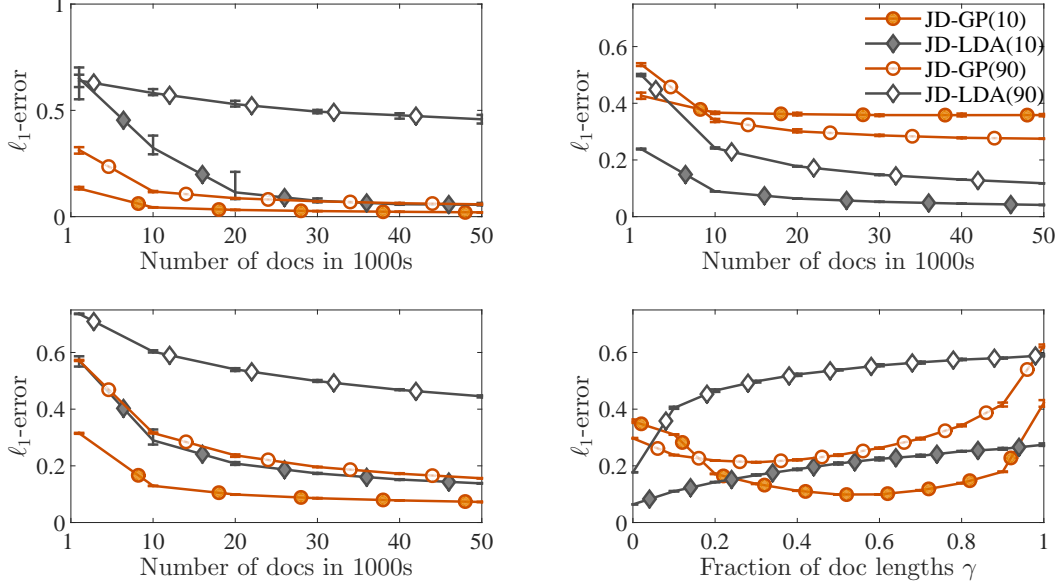 1
0.5
0
ℓ₁-error
1 10 20 30 40 50
Number of docs in 1000s
0.6
0.4
0.2
0
ℓ₁-error
JD-GP(10)
JD-LDA(10)
JD-GP(90)
JD-LDA(90)
1 10 20 30 40 50
Number of docs in 1000s
0.6
0.4
0.2
0
ℓ₁-error
1 10 20 30 40 50
Number of docs in 1000s
0.6
0.4
0.2
0
ℓ₁-error
0 0.2 0.4 0.6 0.8 1
Fraction of doc lengths γ